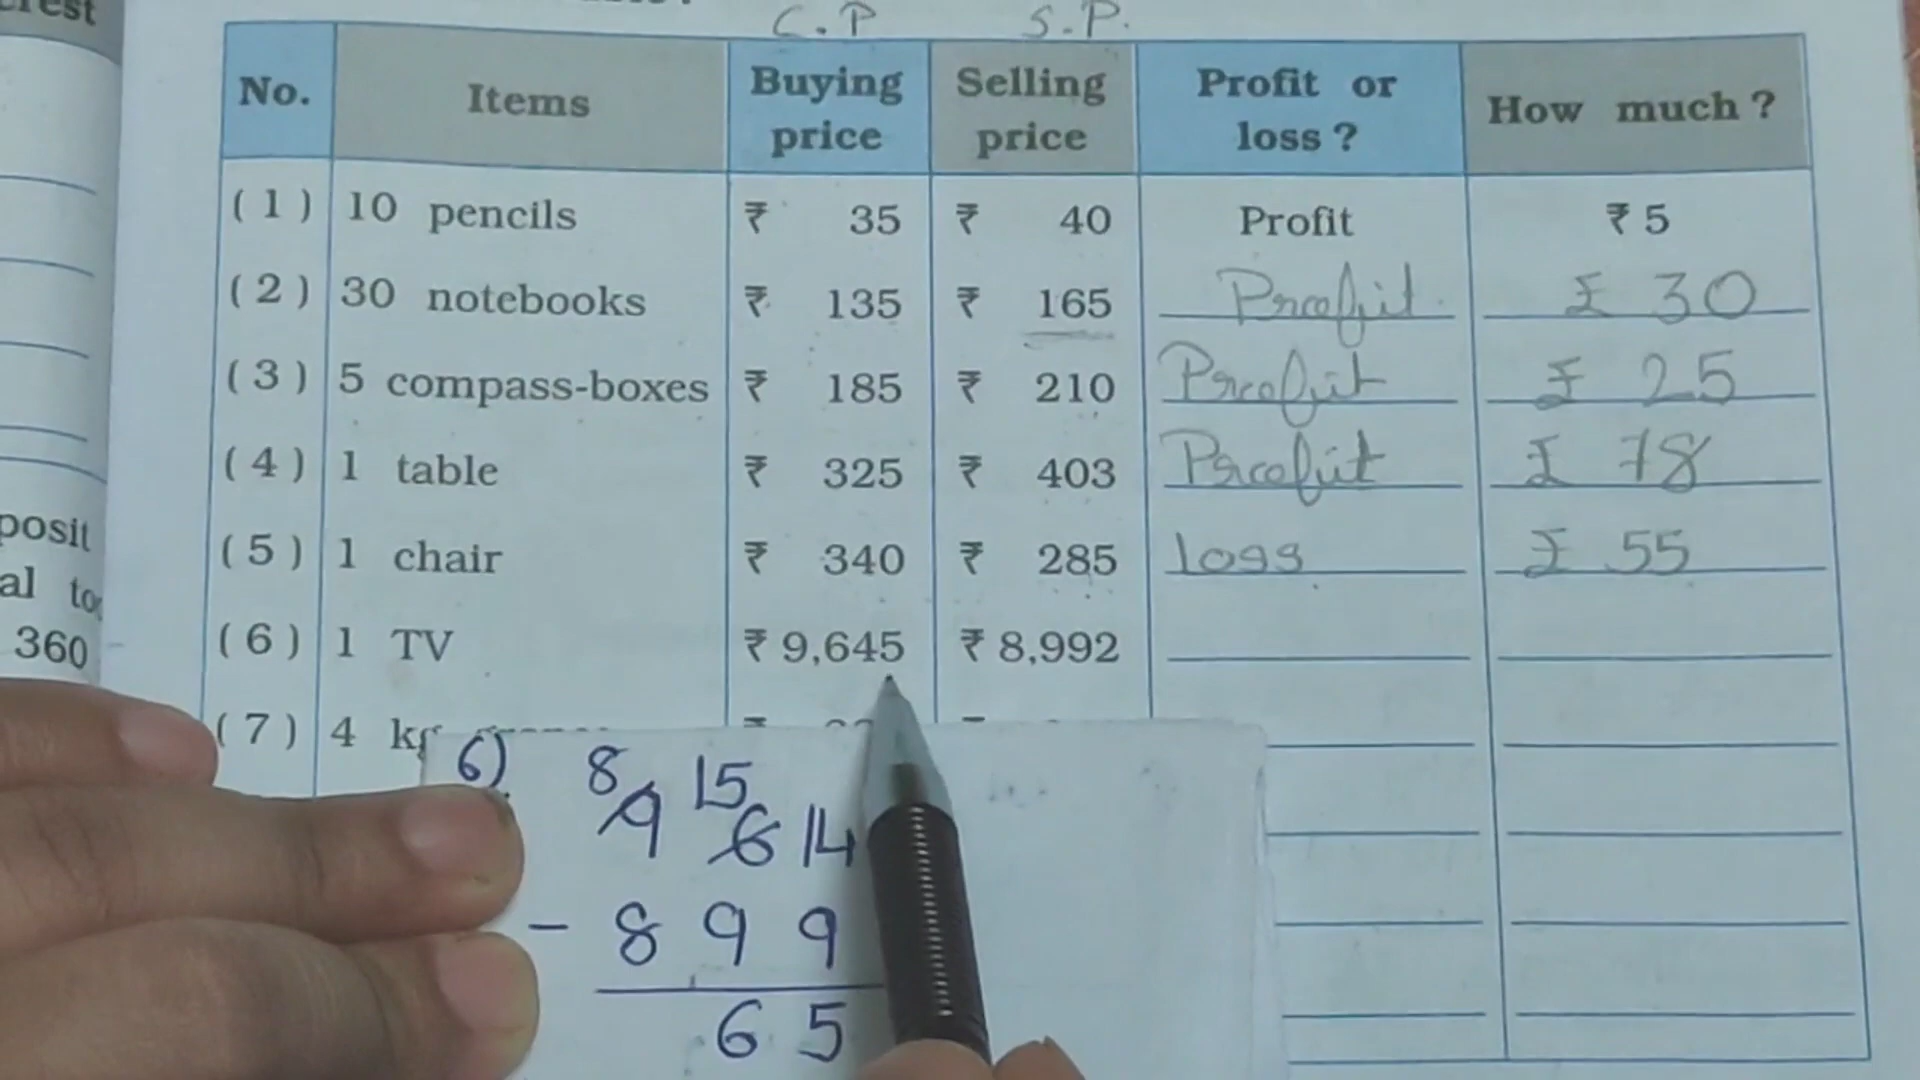 C.P S.P.
No. Items Buying price Selling price Profit or loss ? How much ?
( 1 ) 10 pencils ₹ 35 ₹ 40 Profit ₹ 5
( 2 ) 30 notebooks ₹ 135 ₹ 165 Profit. ₹ 30
( 3 ) 5 compass-boxes ₹ 185 ₹ 210 Profit ₹ 25
( 4 ) 1 table ₹ 325 ₹ 403 Profit ₹ 78
( 5 ) 1 chair ₹ 340 ₹ 285 loss ₹ 55
( 6 ) 1 TV ₹ 9,645 ₹ 8,992
( 7 ) 4
posit
al
360
6)
8 15
9 6 14
- 8 9 9
6 5